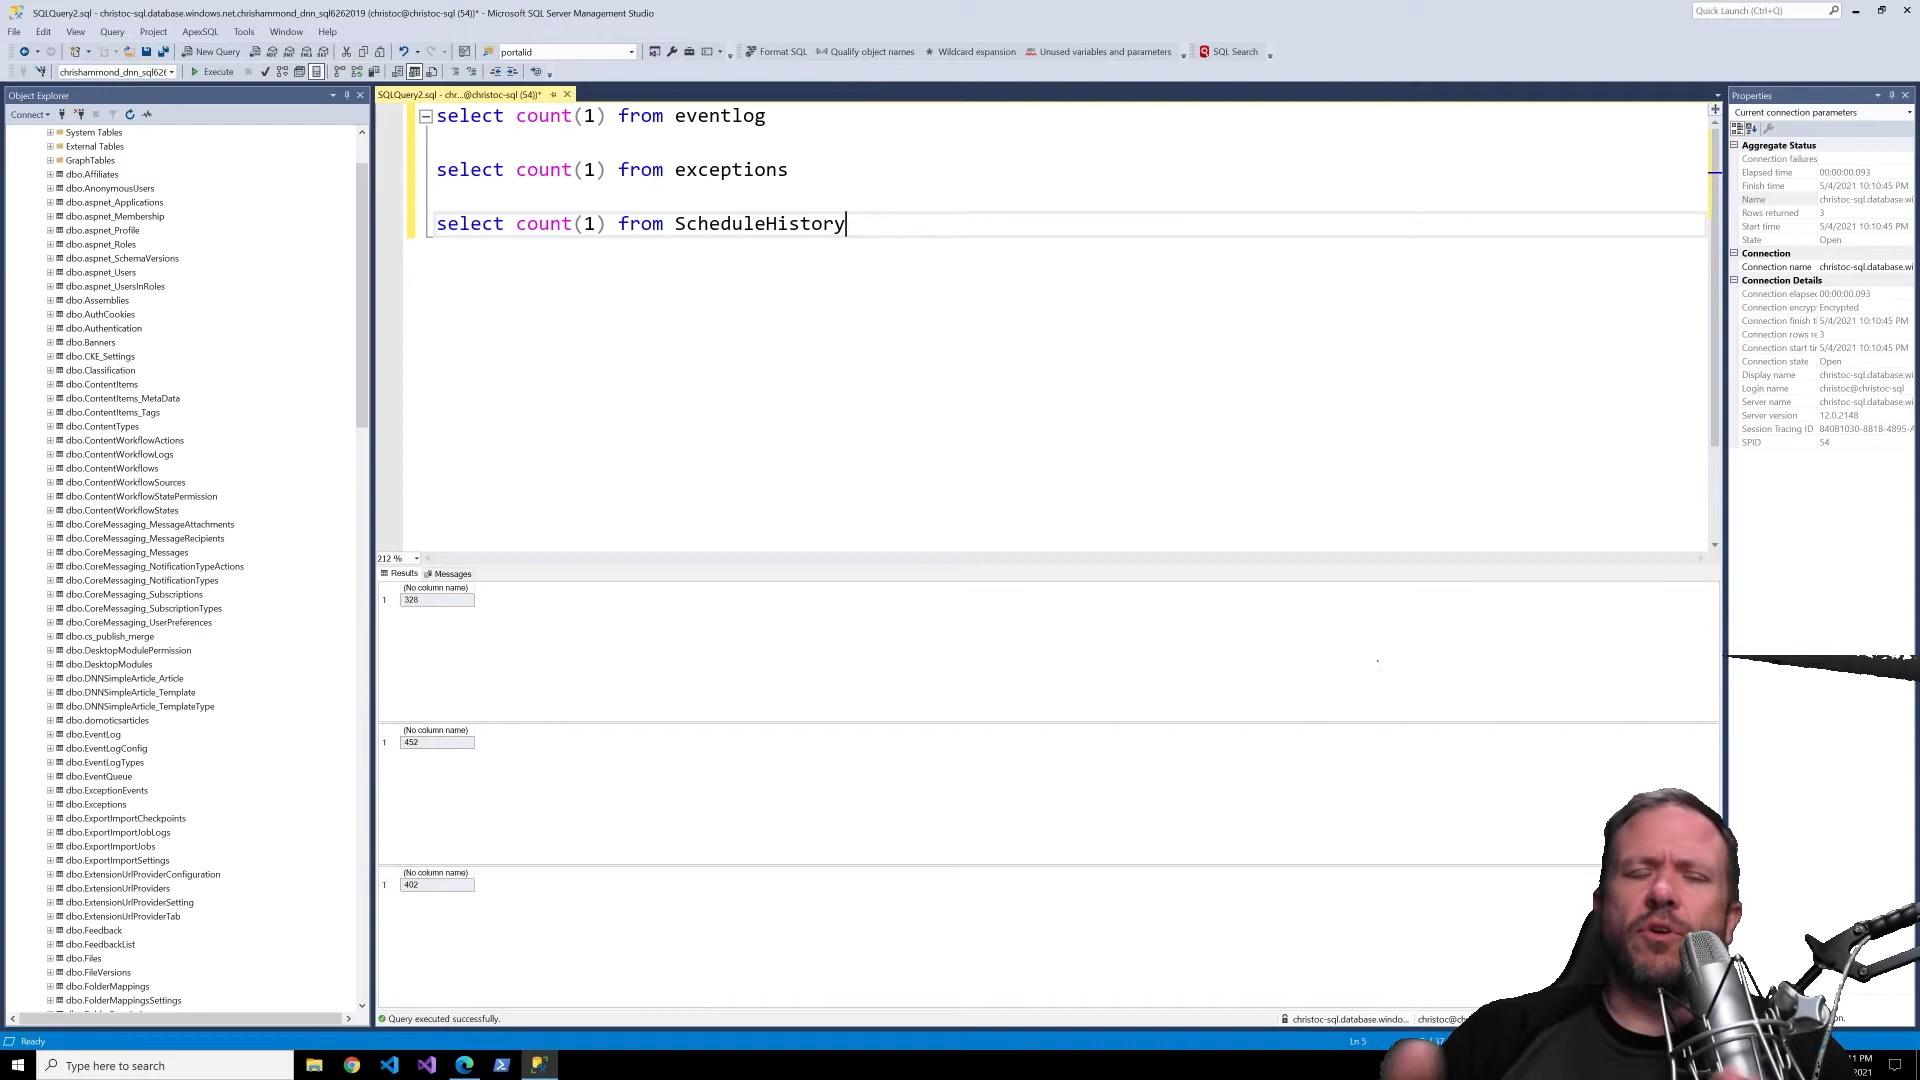 SQLQuery2.sql - christoc-sql.database.windows.net.chrishammond_dnn_sql6262019 (christoc@christoc-sql (54))* - Microsoft SQL Server Management Studio
Quick Launch (Ctrl+Q)
File Edit View Query Project Tools ApexSQL Window Help
New Query portalid Format SQL Qualify object names Wildcard expansion Unused variables and parameters SQL Search
chrishammond_dnn_sql626 Execute
Object Explorer
Connect
System Tables
External Tables
GraphTables
dbo.Affiliates
dbo.AnonymousUsers
dbo.aspnet_Applications
dbo.aspnet_Membership
dbo.aspnet_Profile
dbo.aspnet_Roles
dbo.aspnet_SchemaVersions
dbo.aspnet_Users
dbo.aspnet_UsersInRoles
dbo.Assemblies
dbo.AuthCookies
dbo.Authentication
dbo.Banners
dbo.CKE_Settings
dbo.Classification
dbo.ContentItems
dbo.ContentItems_MetaData
dbo.ContentItems_Tags
dbo.ContentTypes
dbo.ContentWorkflowActions
dbo.ContentWorkflowLogs
dbo.ContentWorkflows
dbo.ContentWorkflowSources
dbo.ContentWorkflowStatePermission
dbo.ContentWorkflowStates
dbo.CoreMessaging_MessageAttachments
dbo.CoreMessaging_MessageRecipients
dbo.CoreMessaging_Messages
dbo.CoreMessaging_NotificationTypeActions
dbo.CoreMessaging_NotificationTypes
dbo.CoreMessaging_Subscriptions
dbo.CoreMessaging_SubscriptionTypes
dbo.CoreMessaging_UserPreferences
dbo.cs_publish_merge
dbo.DesktopModulePermission
dbo.DesktopModules
dbo.DNNSimpleArticle_Article
dbo.DNNSimpleArticle_Template
dbo.DNNSimpleArticle_TemplateType
dbo.domoticsarticles
dbo.EventLog
dbo.EventLogConfig
dbo.EventLogTypes
dbo.EventQueue
dbo.ExceptionEvents
dbo.Exceptions
dbo.ExportImportCheckpoints
dbo.ExportImportJobLogs
dbo.ExportImportJobs
dbo.ExportImportSettings
dbo.ExtensionUrlProviderConfiguration
dbo.ExtensionUrlProviders
dbo.ExtensionUrlProviderSetting
dbo.ExtensionUrlProviderTab
dbo.Feedback
dbo.FeedbackList
dbo.Files
dbo.FileVersions
dbo.FolderMappings
dbo.FolderMappingsSettings
SQLQuery2.sql - chr...@christoc-sql (54))*
select count(1) from eventlog
select count(1) from exceptions
select count(1) from ScheduleHistory
212 %
Results Messages
(No column name)
1 328
(No column name)
1 452
(No column name)
1 402
Query executed successfully. christoc-sql.database.windo...
Properties
Current connection parameters
Aggregate Status
Connection failures
Elapsed time 00:00:00.093
Finish time 5/4/2021 10:10:45 PM
Name christoc-sql.database.wi
Rows returned 3
Start time 5/4/2021 10:10:45 PM
State Open
Connection
Connection name christoc-sql.database.wi
Connection Details
Connection elapse 00:00:00.093
Connection encryp Encrypted
Connection finish t 5/4/2021 10:10:45 PM
Connection rows re 3
Connection start tir 5/4/2021 10:10:45 PM
Connection state Open
Display name christoc-sql.database.wi
Login name christoc@christoc-sql
Server name christoc-sql.database.wi
Server version 12.0.2148
Session Tracing ID 840B1030-8B1B-4895-A
SPID 54
Ready Ln 5
Type here to search
11 PM
2021